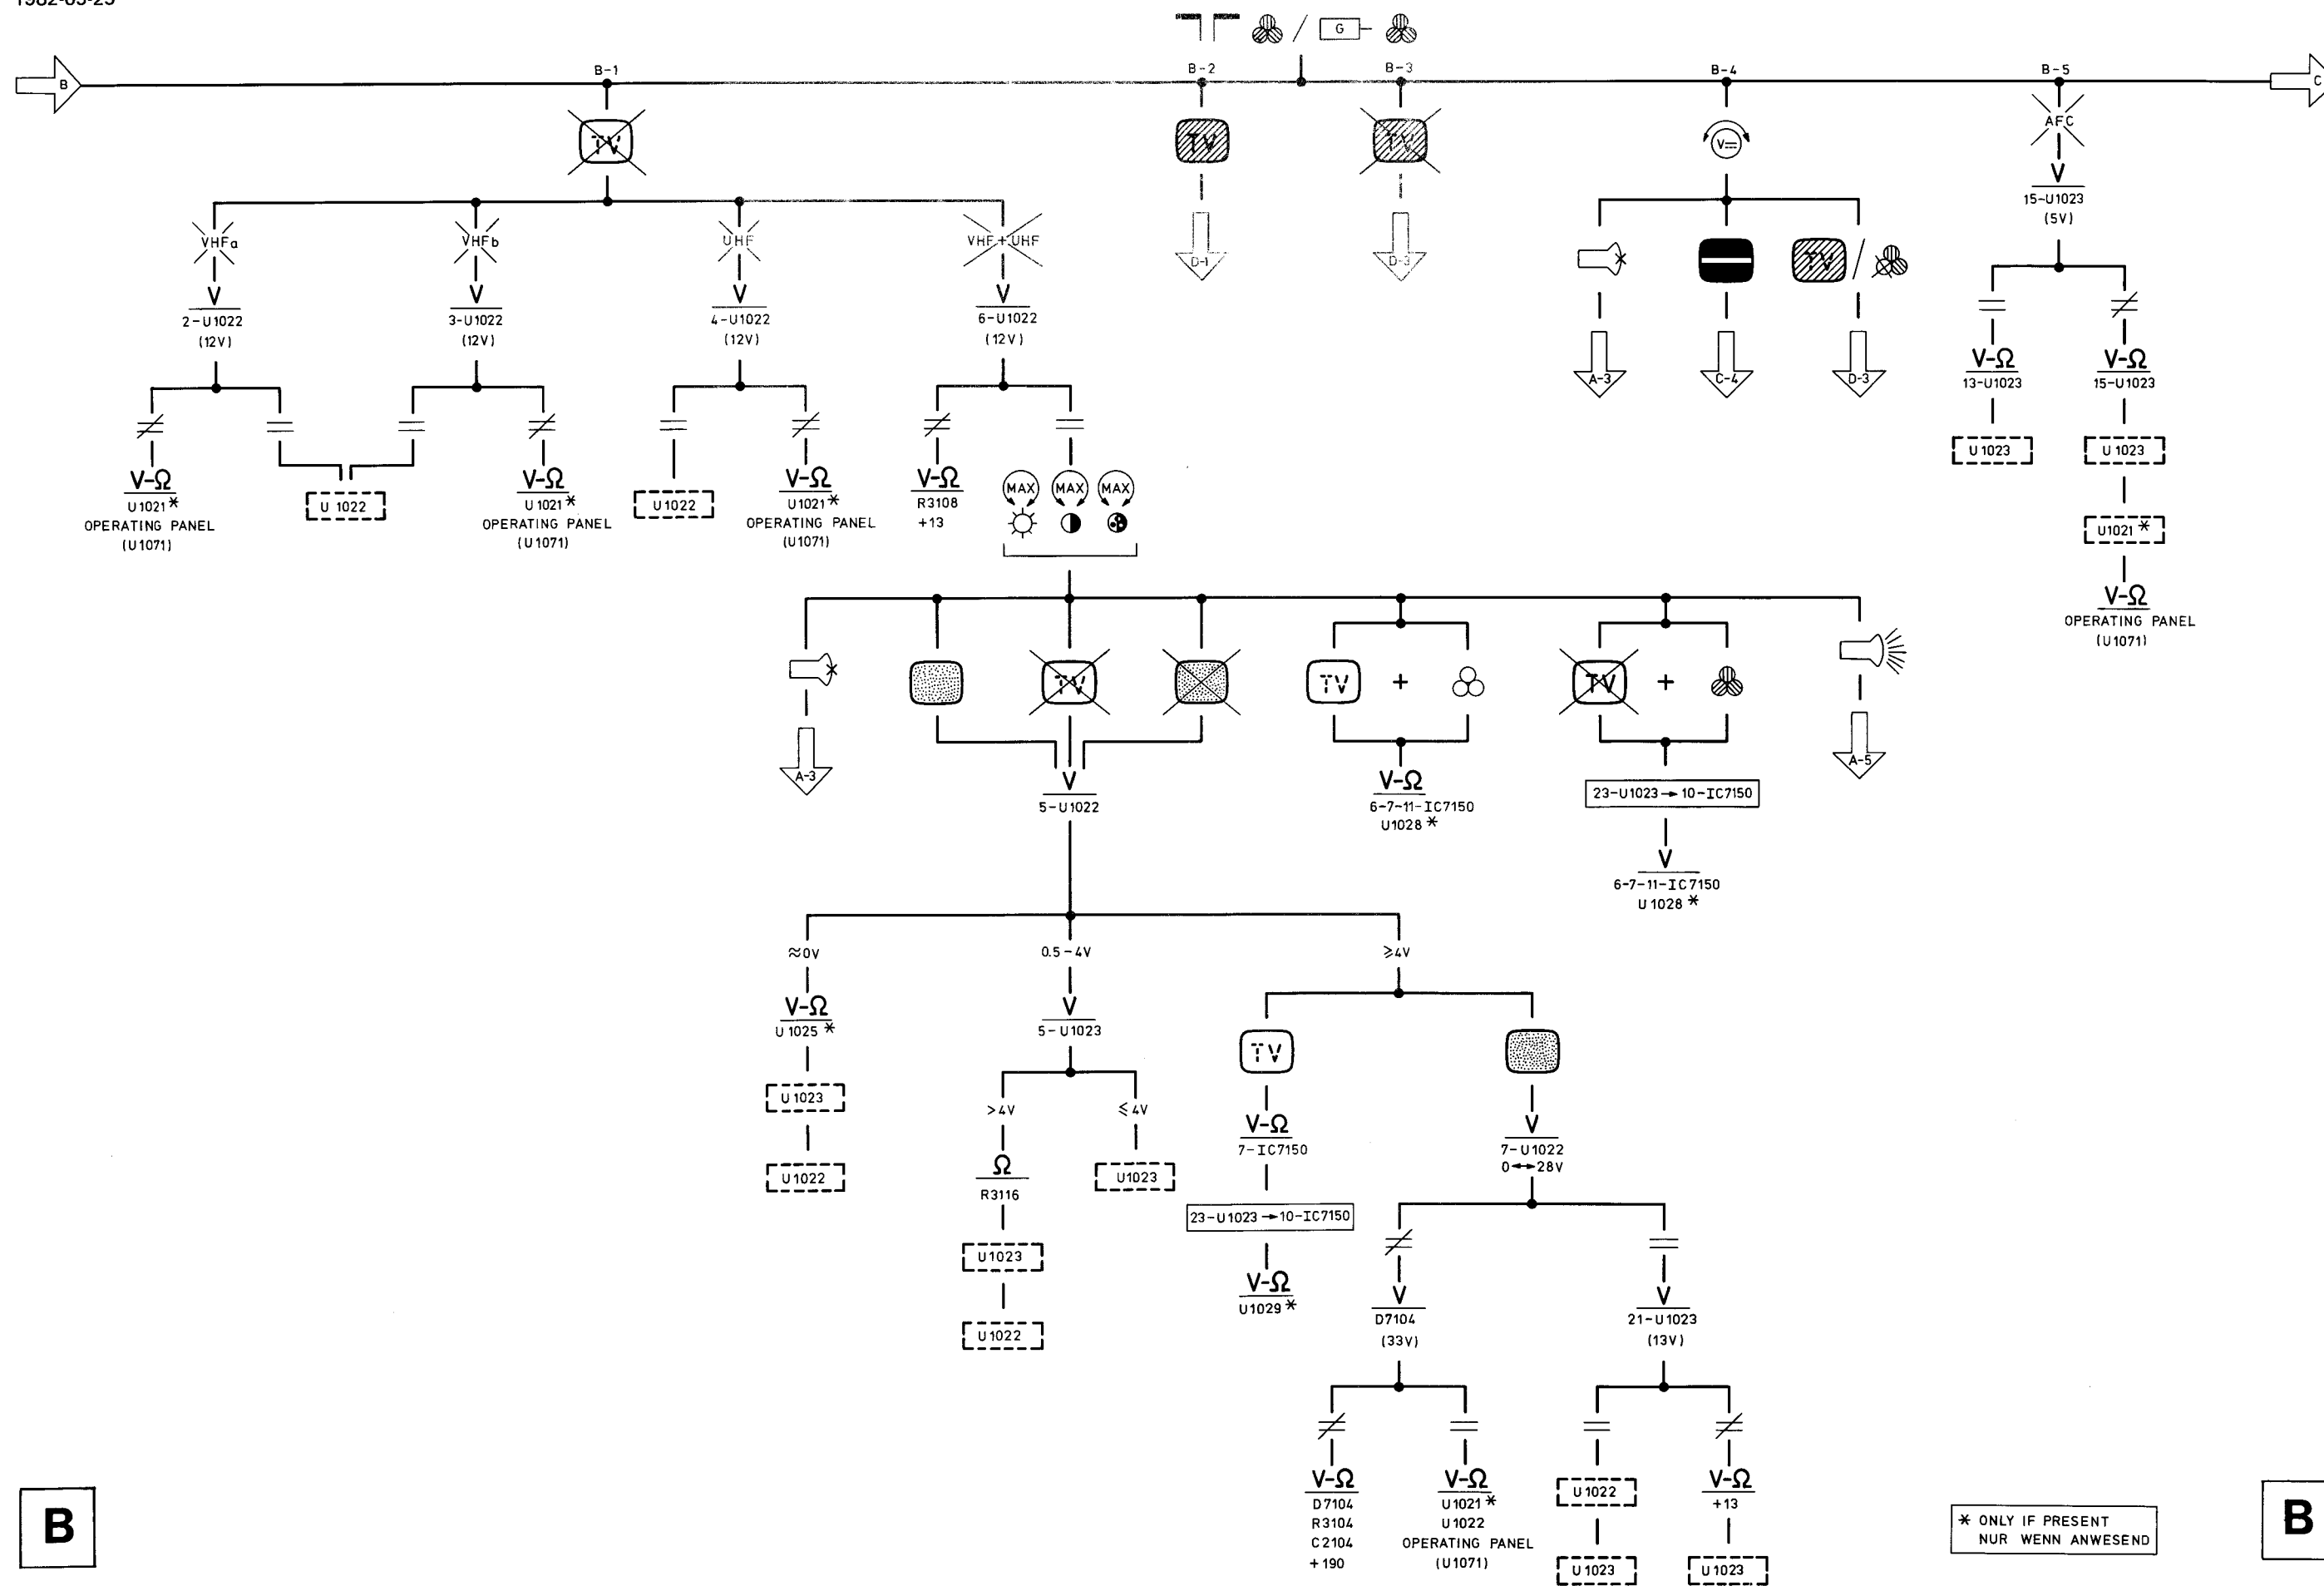 G
B
B-1
B-2
B-3
B-4
B-5
C
TV
TV
TV
V
AFC
V
15-U1023
(5V)
VHFa
VHFb
UHF
VHF+UHF
D-1
D-3
TV
V
2-U1022
(12V)
V
3-U1022
(12V)
V
4-U1022
(12V)
V
6-U1022
(12V)
A-3
C-4
D-3
V-Ω
13-U1023
V-Ω
15-U1023
U1023
U1023
V-Ω
U1021*
OPERATING PANEL
(U1071)
U1022
V-Ω
U1021*
OPERATING PANEL
(U1071)
U1022
V-Ω
U1021*
OPERATING PANEL
(U1071)
V-Ω
R3108
+13
MAX
MAX
MAX
U1021*
V-Ω
OPERATING PANEL
(U1071)
TV
TV
+
TV
+
A-3
A-5
V
5-U1022
V-Ω
6-7-11-IC7150
U1028*
23-U1023→10-IC7150
V
6-7-11-IC7150
U1028*
≈0V
0.5-4V
≥4V
V-Ω
U1025*
V
5-U1023
TV
U1023
>4V
≤4V
V-Ω
7-IC7150
V
7-U1022
0↔28V
U1022
Ω
R3116
U1023
23-U1023→10-IC7150
U1023
V-Ω
U1029*
U1022
V
D7104
(33V)
V
21-U1023
(13V)
V-Ω
D7104
R3104
C2104
+190
V-Ω
U1021*
U1022
OPERATING PANEL
(U1071)
U1022
U1023
V-Ω
+13
U1023
B
* ONLY IF PRESENT
NUR WENN ANWESEND
B